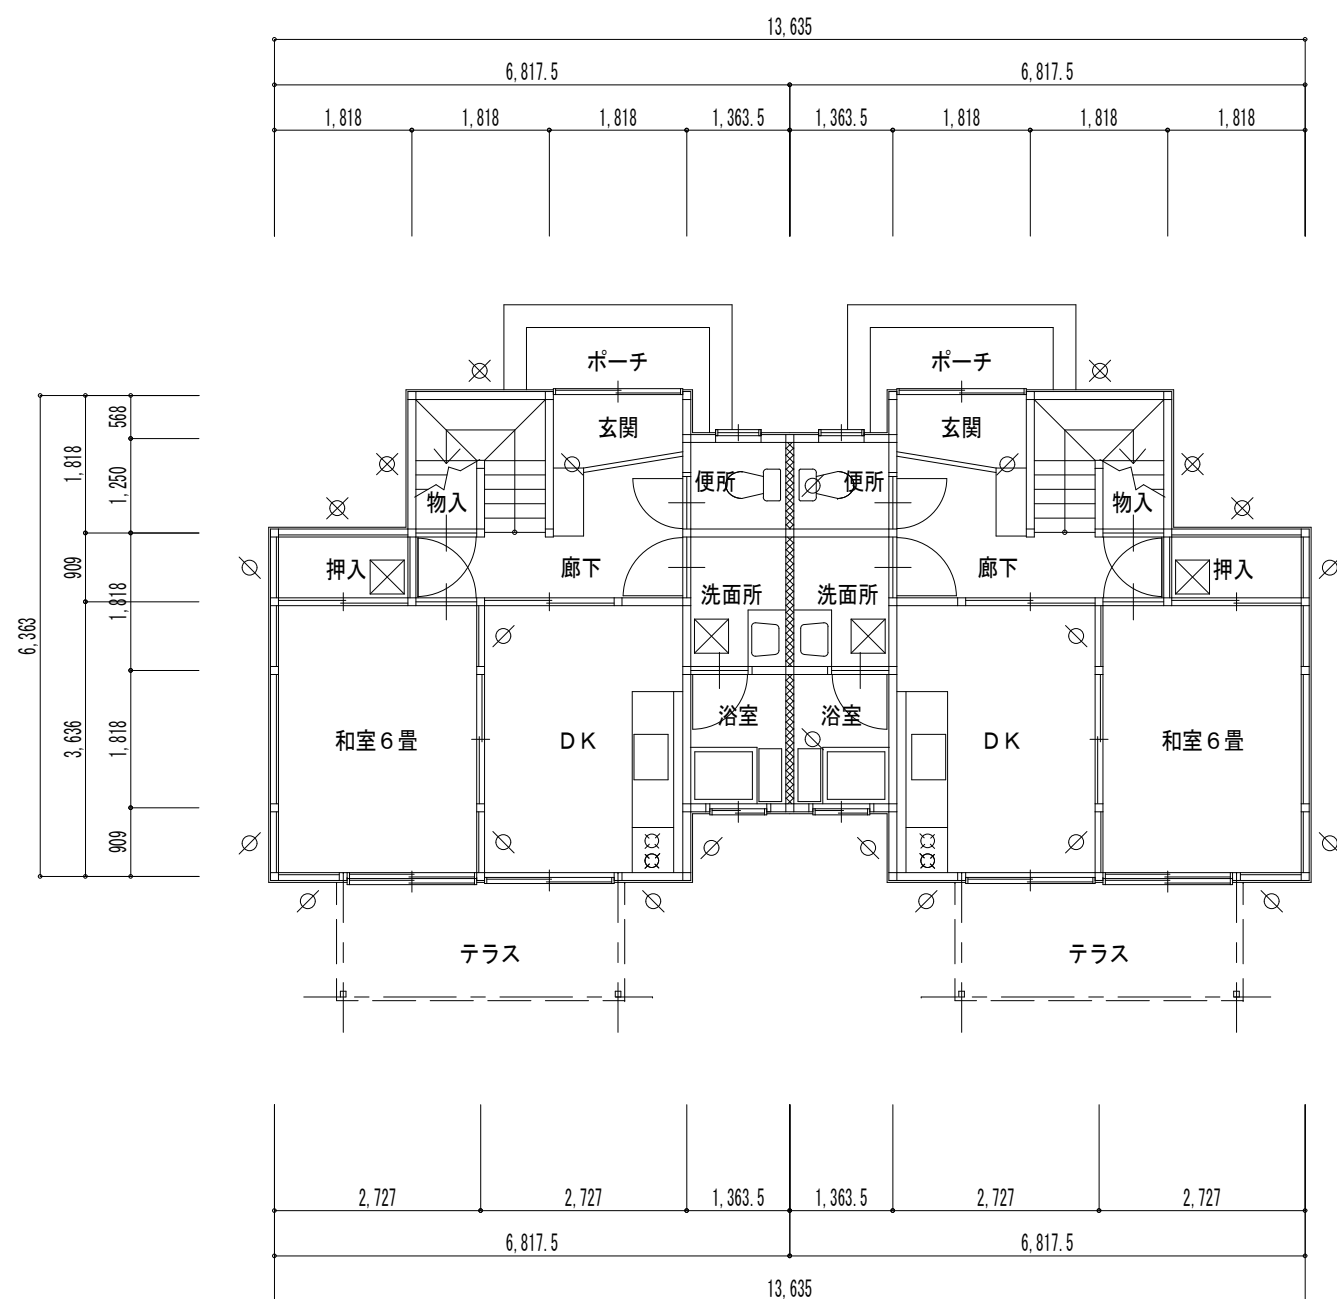 13,635
6,817.5
6,817.5
1,818
1,818
1,818
1,363.5
1,363.5
1,818
1,818
1,818
ポーチ
ポーチ
玄関
玄関
568
1,818
1,250
便所
便所
物入
物入
押入
廊下
廊下
押入
909
1,818
洗面所
洗面所
6,363
浴室
浴室
和室6畳
DK
DK
和室6畳
3,636
1,818
909
テラス
テラス
2,727
2,727
1,363.5
1,363.5
2,727
2,727
6,817.5
6,817.5
13,635